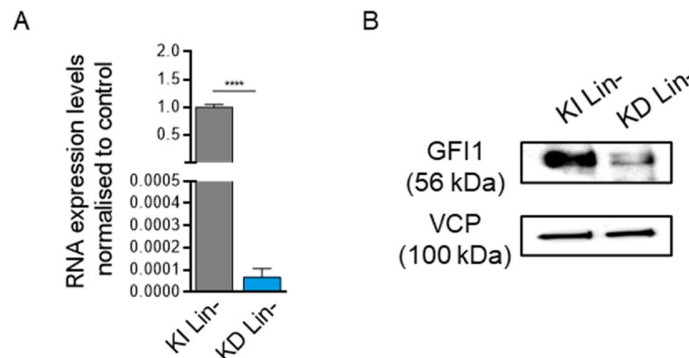 A
RNA expression levels
normalised to control
2.0
1.5
1.0
0.5
0.0005
0.0004
0.0003
0.0002
0.0001
0.0000
****
KI Lin-
KD Lin-
B
KI Lin-
KD Lin-
GFI1
(56 kDa)
VCP
(100 kDa)